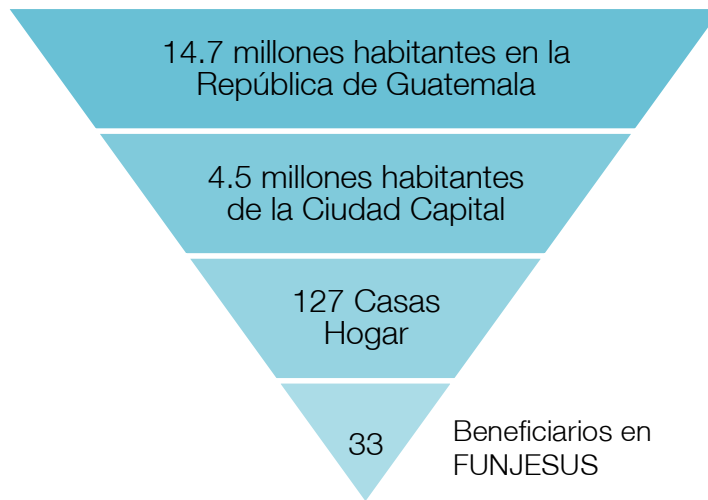 14.7 millones habitantes en la
República de Guatemala
4.5 millones habitantes
de la Ciudad Capital
127 Casas
Hogar
33
Beneficiarios en
FUNJESUS